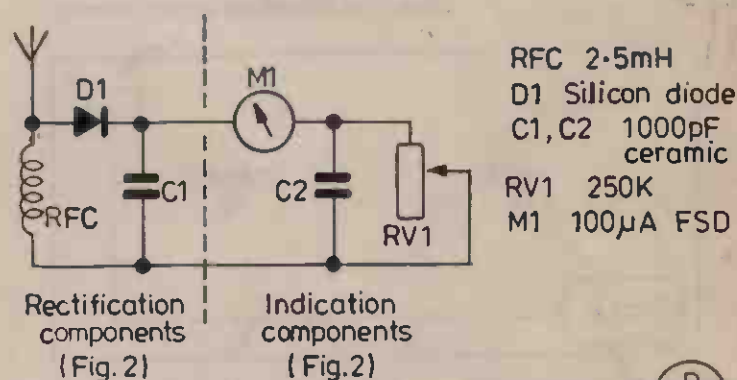 M1
D1
RFC
C1
C2
RV1
RFC 2·5mH
D1 Silicon diode
C1, C2 1000pF
ceramic
RV1 250K
M1 100µA FSD
Rectification
components
(Fig. 2)
Indication
components
(Fig.2)